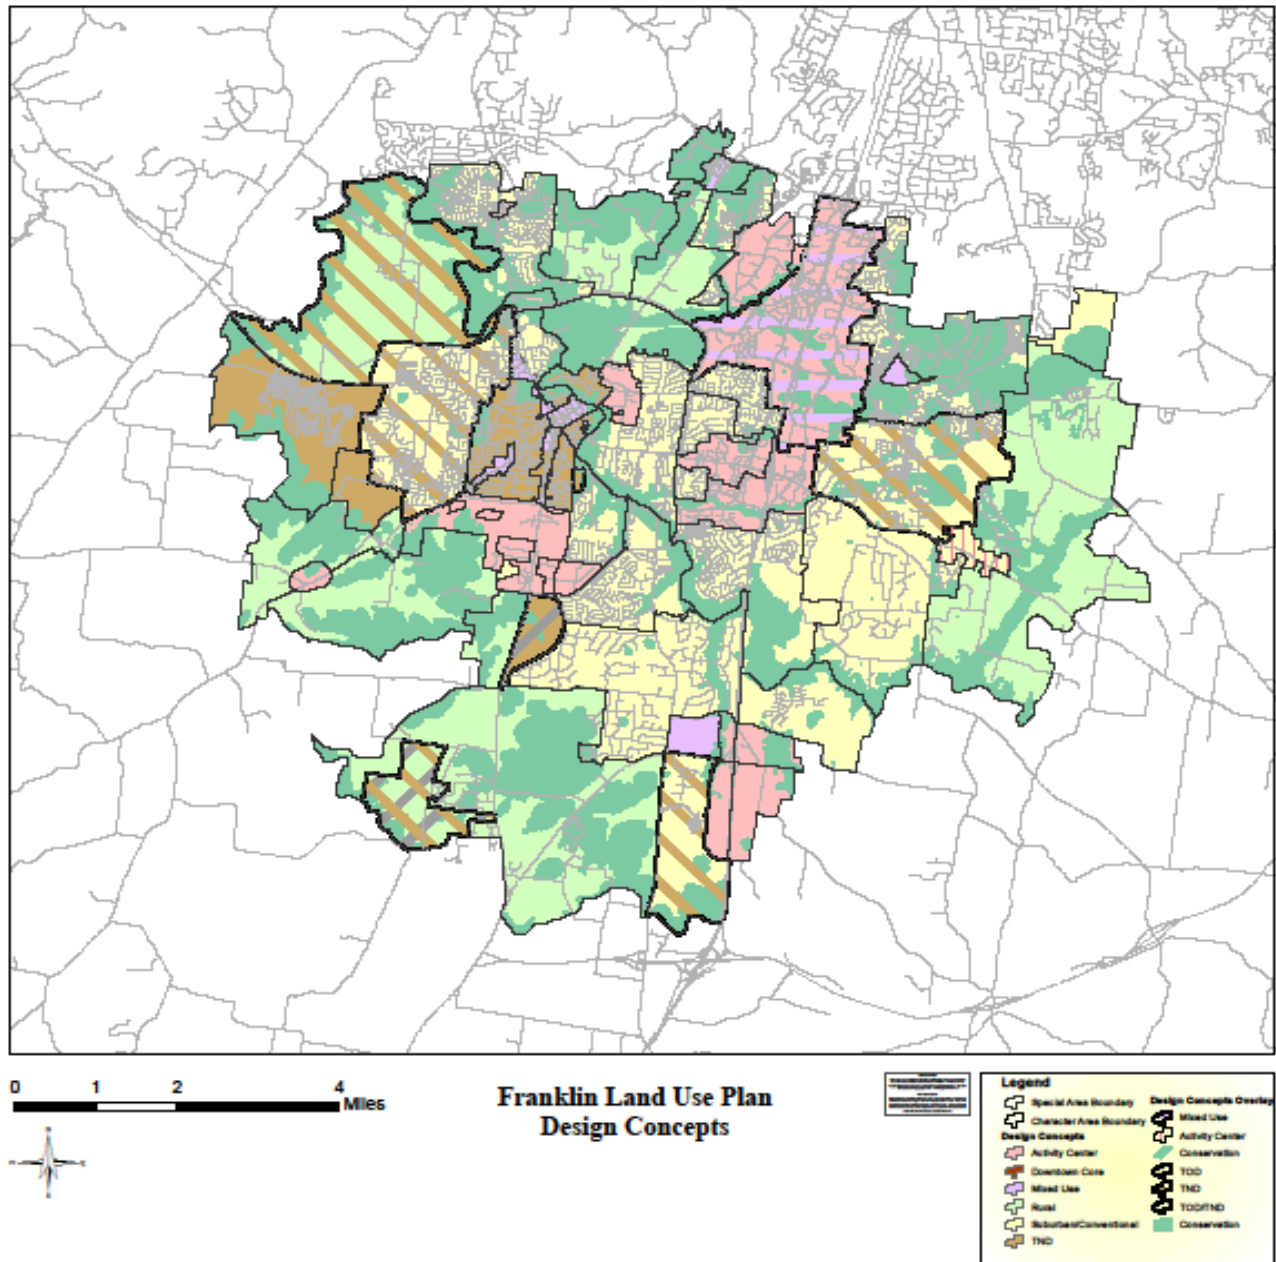 0 1 2 4
Miles
Franklin Land Use Plan
Design Concepts
Legend
Special Area Boundary
Character Area Boundary
Design Concepts
Activity Center
Downtown Core
Mixed Use
Rural
Suburban/Conventional
TND
Design Concepts Overlay
Mixed Use
Activity Center
Conservation
TOD
TND
TOD/TND
Conservation